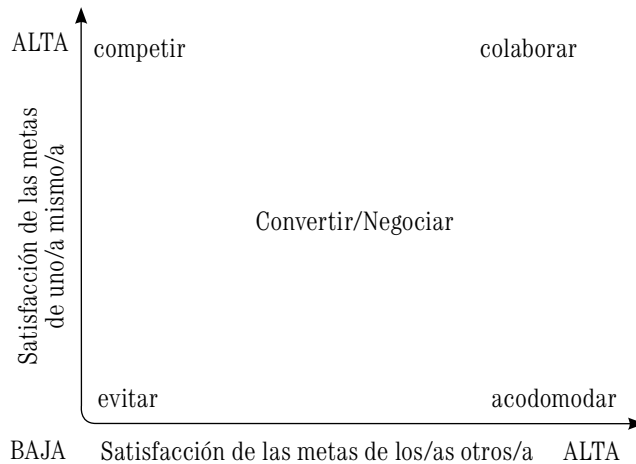 ALTA
competir
colaborar
Satisfacción de las metas
de uno/a mismo/a
Convertir/Negociar
evitar
acodomodar
BAJA
Satisfacción de las metas de los/as otros/a
ALTA